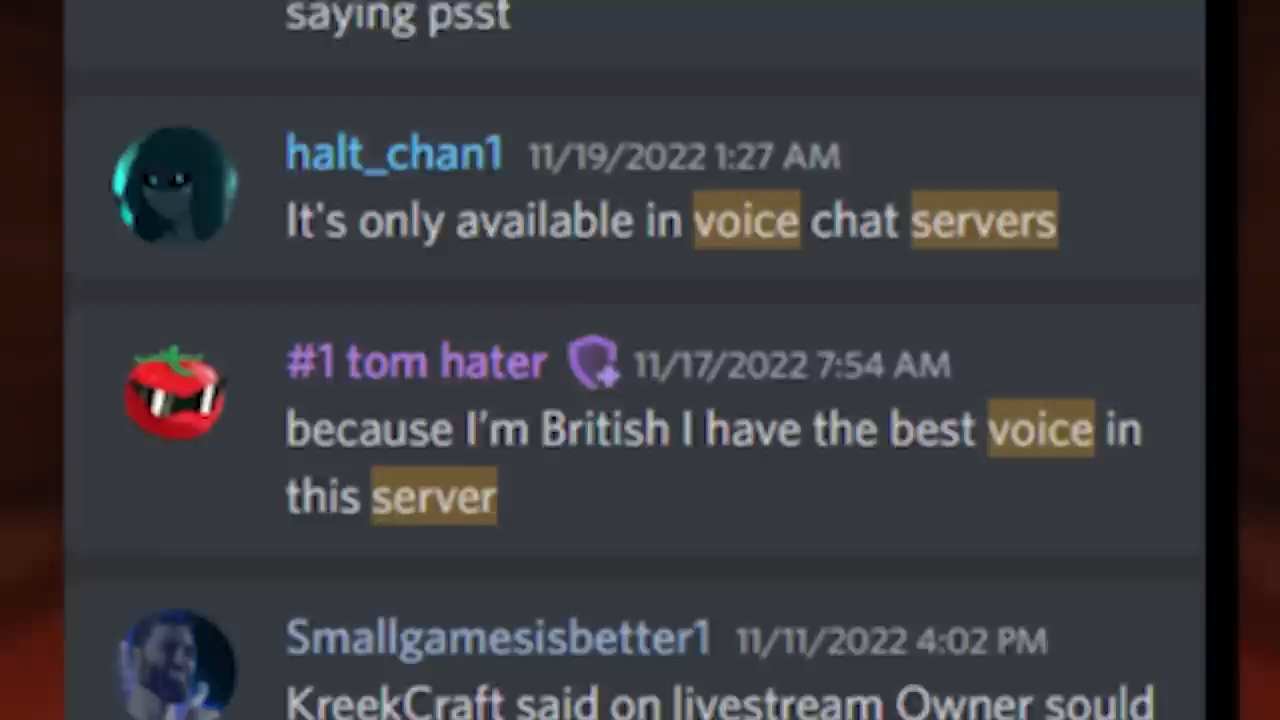 saying psst
halt_chan1 11/19/2022 1:27 AM
It's only available in voice chat servers
#1 tom hater 11/17/2022 7:54 AM
because I'm British I have the best voice in
this server
Smallgamesisbetter1 11/11/2022 4:02 PM
KreekCraft said on livestream Owner sould